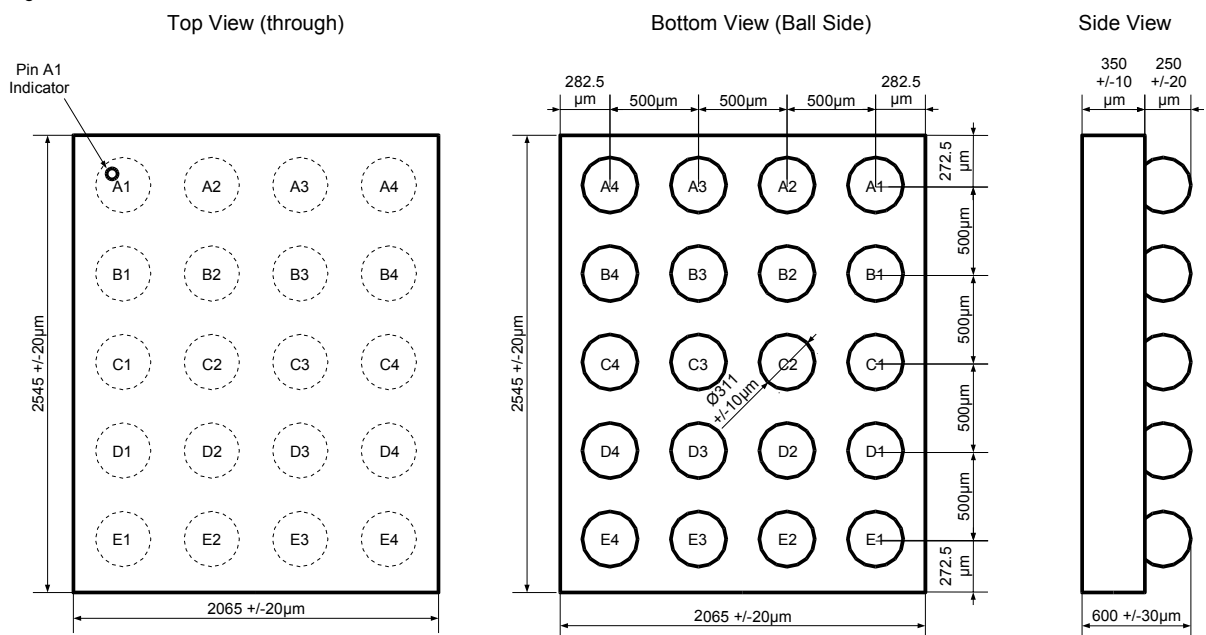 Top View (through)
Bottom View (Ball Side)
Side View
Pin A1
Indicator
282.5
µm
500µm
500µm
500µm
282.5
µm
350
+/-10
µm
250
+/-20
µm
A1 A2 A3 A4
B1 B2 B3 B4
C1 C2 C3 C4
D1 D2 D3 D4
E1 E2 E3 E4
2545 +/-20µm
2065 +/-20µm
A4 A3 A2 A1
B4 B3 B2 B1
C4 C3 C2 C1
D4 D3 D2 D1
E4 E3 E2 E1
Ø311
+/-10µm
2545 +/-20µm
2065 +/-20µm
272.5
µm
500µm
500µm
500µm
500µm
272.5
µm
600 +/-30µm